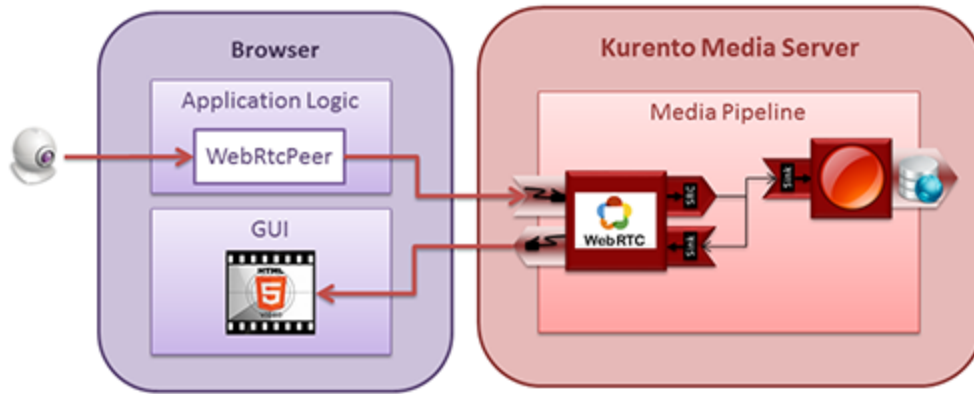 Browser
Application Logic
WebRtcPeer
GUI
HTML
5
Kurento Media Server
Media Pipeline
SRC
WebRTC
Sink
Sink